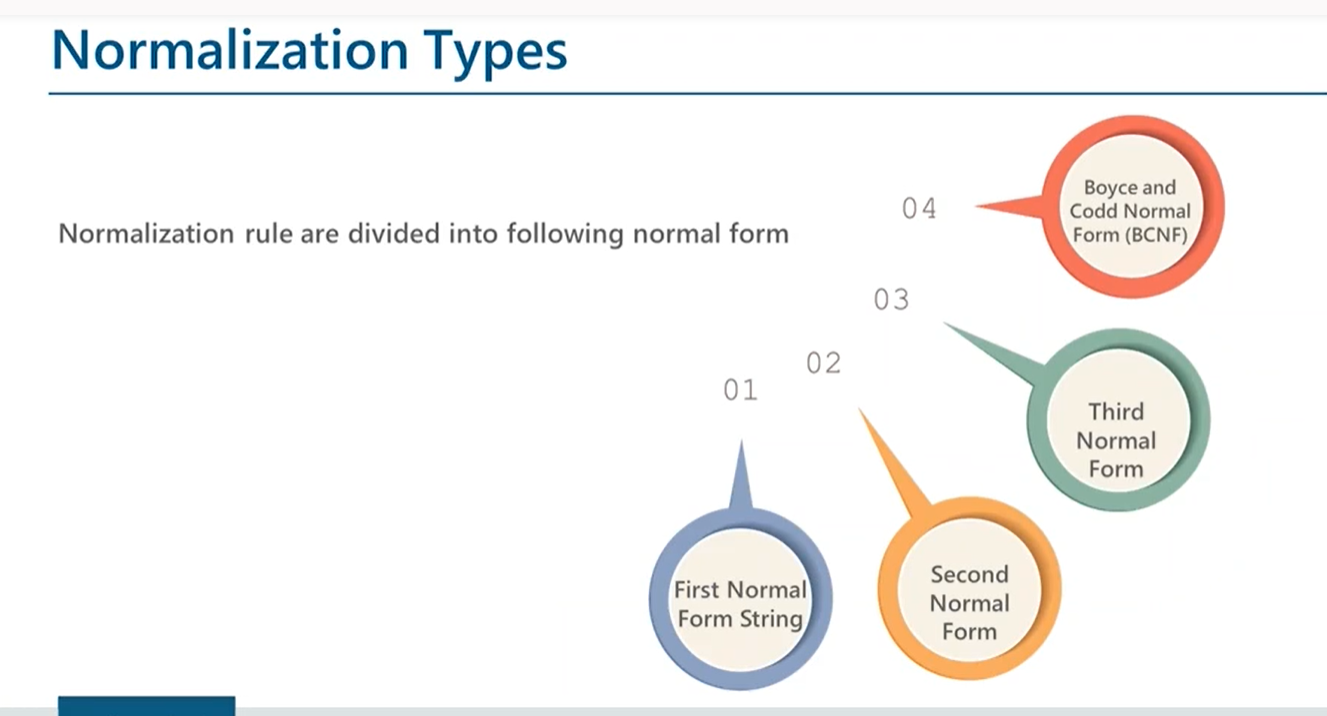 Normalization Types
Normalization rule are divided into following normal form
01
First Normal
Form String
02
Second
Normal
Form
03
Third
Normal
Form
04
Boyce and
Codd Normal
Form (BCNF)